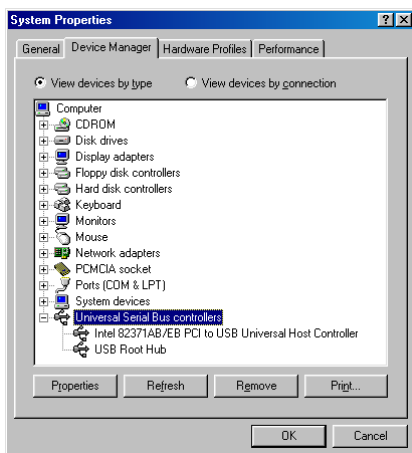 System Properties
General Device Manager Hardware Profiles Performance
View devices by type View devices by connection
Computer
CDROM
Disk drives
Display adapters
Floppy disk controllers
Hard disk controllers
Keyboard
Monitors
Mouse
Network adapters
PCMCIA socket
Ports (COM & LPT)
System devices
Universal Serial Bus controllers
Intel 82371AB/EB PCI to USB Universal Host Controller
USB Root Hub
Properties Refresh Remove Print...
OK Cancel